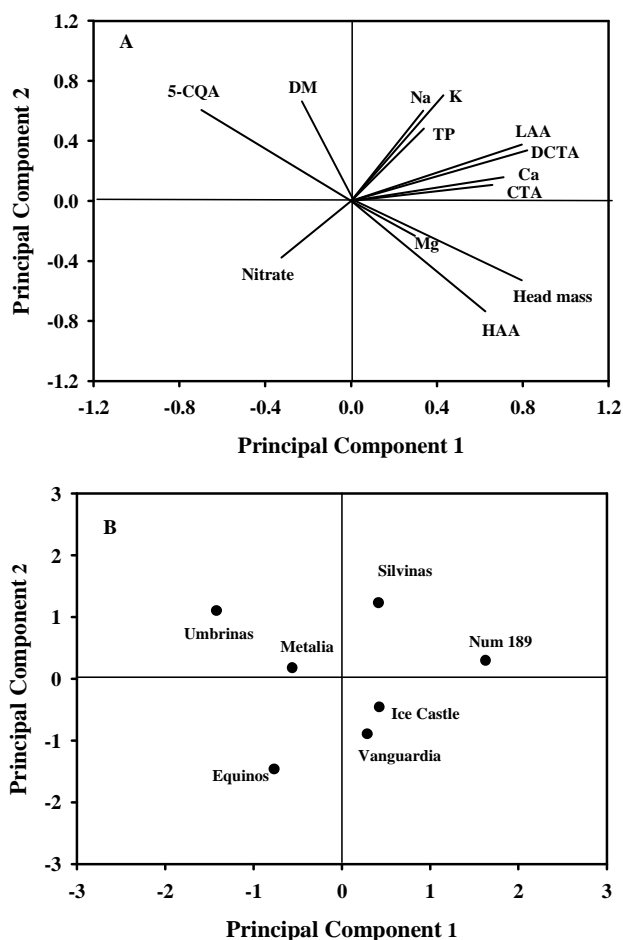 1.2
A
5-CQA
DM
Na K
0.8
TP
LAA
0.4
DCTA
Ca
CTA
0.0
Mg
-0.4
Nitrate
Head mass
HAA
-0.8
-1.2
-1.2 -0.8 -0.4 0.0 0.4 0.8 1.2
Principal Component 2
Principal Component 1
3
B
2
Silvinas
1
Umbrinas
Metalia
Num 189
0
Ice Castle
-1
Vanguardia
Equinos
-2
-3
-3 -2 -1 0 1 2 3
Principal Component 2
Principal Component 1